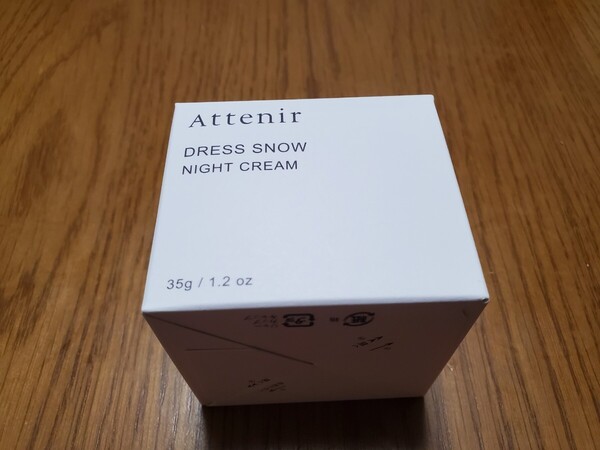 Attenir
DRESS SNOW
NIGHT CREAM
35g / 1.2 oz